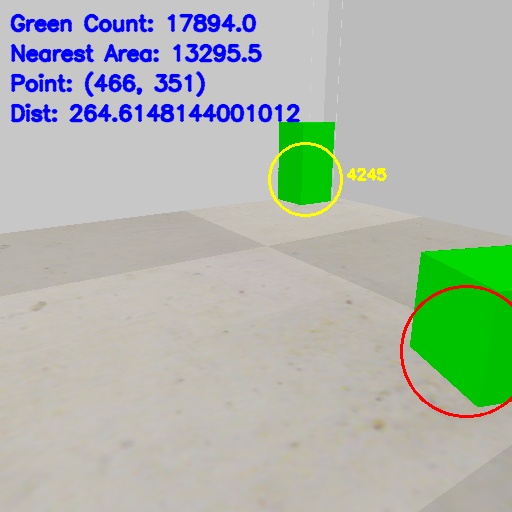 Green Count: 17894.0
Nearest Area: 13295.5
Point: (466, 351)
Dist: 264.6148144001012
4245